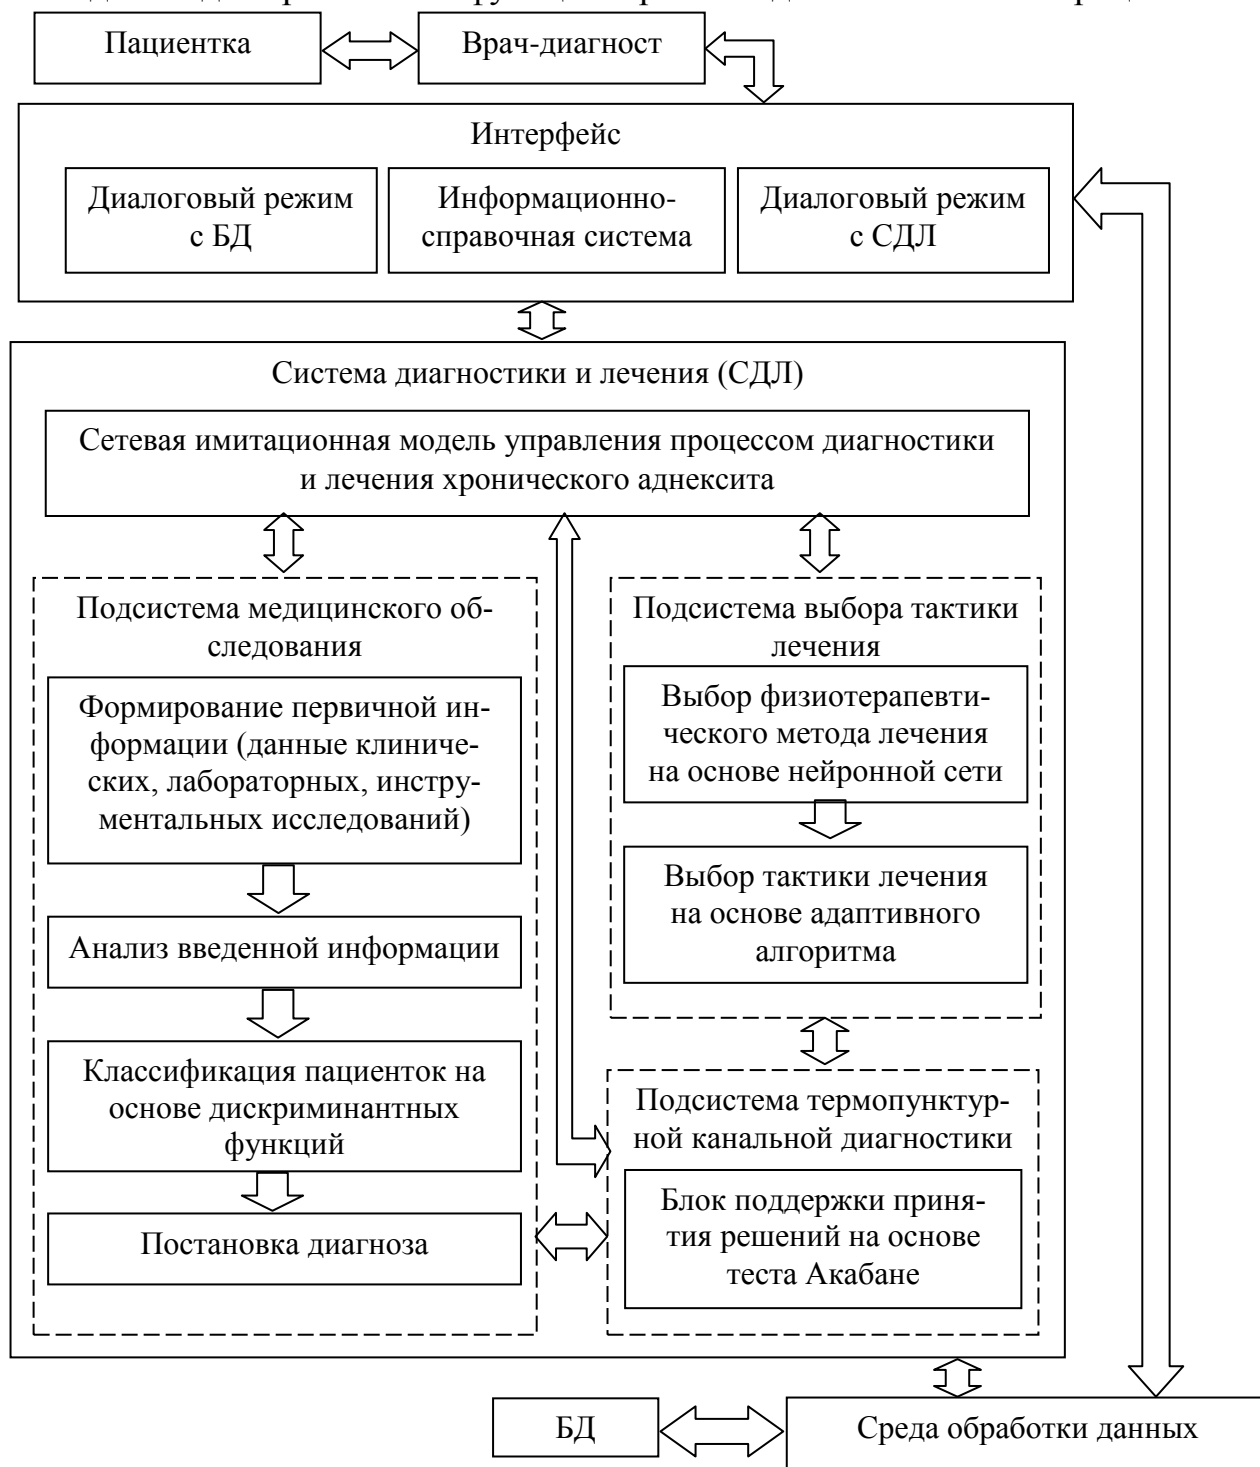 Пациентка
Врач-диагност
Интерфейс
Диалоговый режим
с БД
Информационно-
справочная система
Диалоговый режим
с СДЛ
Система диагностики и лечения (СДЛ)
Сетевая имитационная модель управления процессом диагностики
и лечения хронического аднексита
Подсистема медицинского об-
следования
Формирование первичной ин-
формации (данные клиниче-
ских, лабораторных, инстру-
ментальных исследований)
Анализ введенной информации
Классификация пациенток на
основе дискриминантных
функций
Постановка диагноза
Подсистема выбора тактики
лечения
Выбор физиотерапевти-
ческого метода лечения
на основе нейронной сети
Выбор тактики лечения
на основе адаптивного
алгоритма
Подсистема термопунктур-
ной канальной диагностики
Блок поддержки приня-
тия решений на основе
теста Акабане
БД
Среда обработки данных